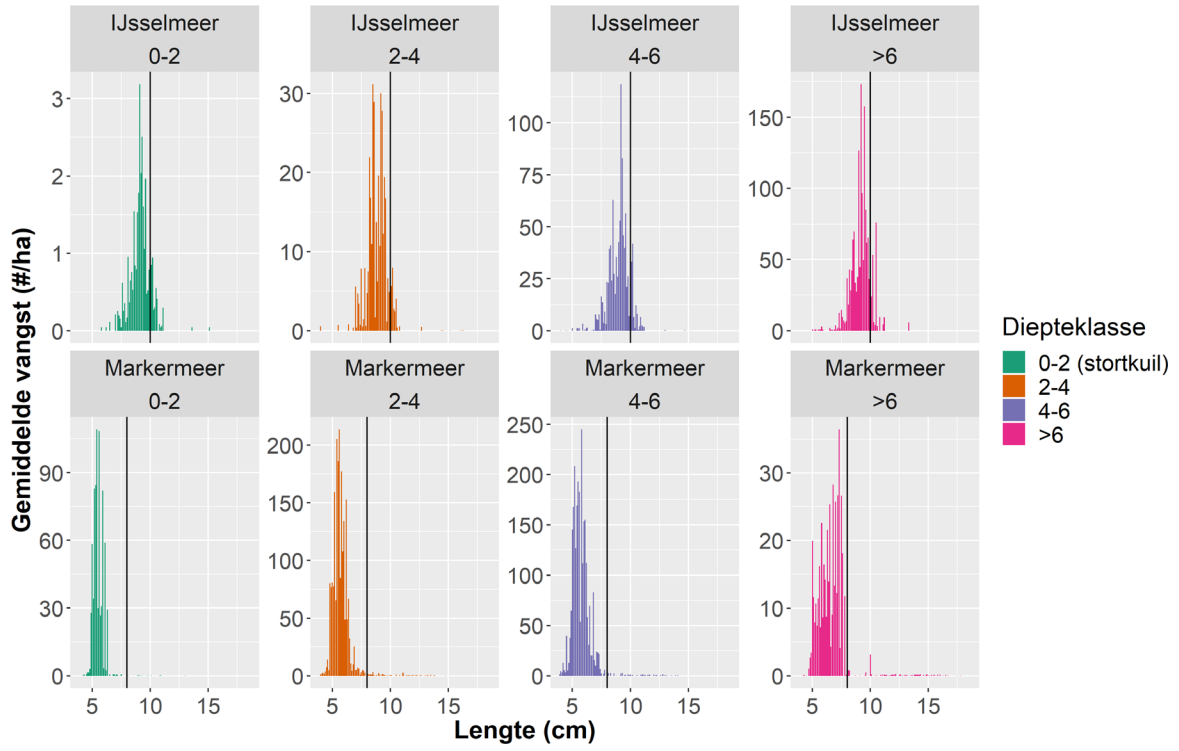 IJsselmeer
0-2
IJsselmeer
2-4
IJsselmeer
4-6
IJsselmeer
>6
3
2
1
0
30
20
10
0
100
75
50
25
0
150
100
50
0
Markermeer
0-2
Markermeer
2-4
Markermeer
4-6
Markermeer
>6
90
60
30
0
200
150
100
50
0
250
200
150
100
50
0
30
20
10
0
5 10 15
5 10 15
5 10 15
5 10 15
Lengte (cm)
Gemiddelde vangst (#/ha)
Diepteklasse
0-2 (stortkuil)
2-4
4-6
>6